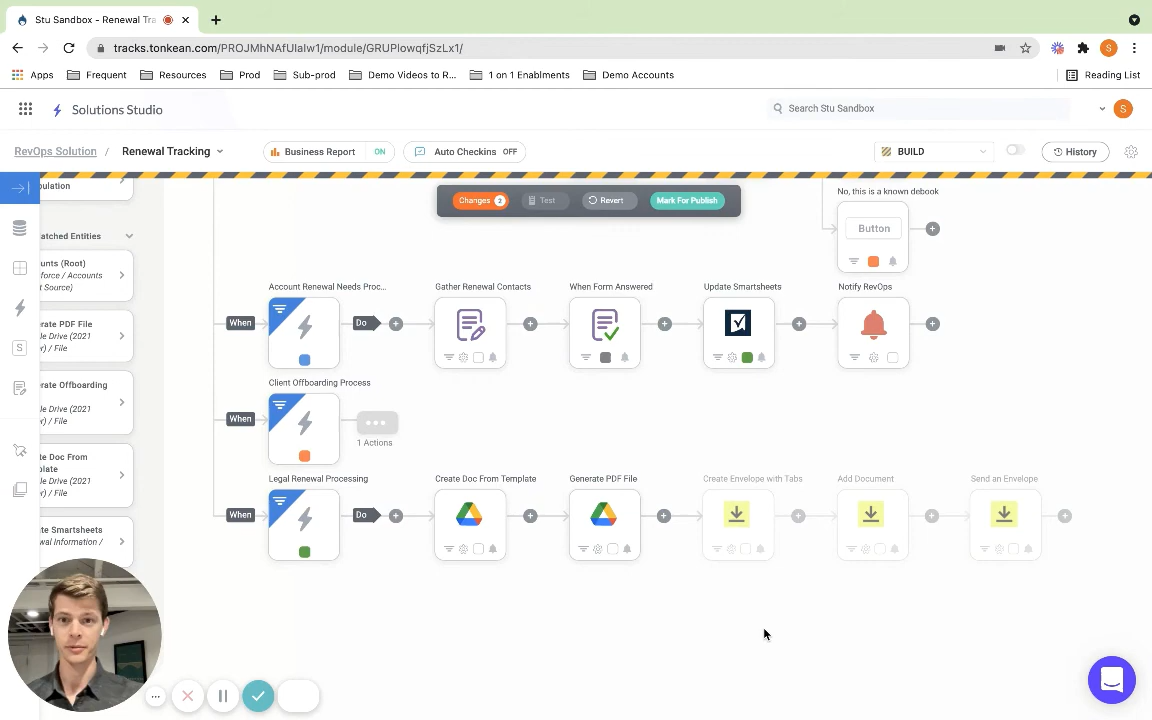 Stu Sandbox - Renewal Tra
tracks.tonkean.com/PROJMhNAfUIalw1/module/GRUPlowqfjSzLx1/
S
Apps Frequent Resources Prod Sub-prod Demo Videos to R... 1 on 1 Enablments Demo Accounts Reading List
Solutions Studio Search Stu Sandbox S
RevOps Solution / Renewal Tracking Business Report ON Auto Checkins OFF BUILD History
pulation
Changes 2 Test Revert Mark For Publish
No, this is a known debook
Button
atched Entities
unts (Root)
force / Accounts
t Source)
Account Renewal Needs Proc... Gather Renewal Contacts When Form Answered Update Smartsheets Notify RevOps
When Do
erate PDF File
le Drive (2021
r) / File
Client Offboarding Process
When
1 Actions
erate Offboarding
le Drive (2021
r) / File
te Doc From
plate
le Drive (2021
r) / File
Legal Renewal Processing Create Doc From Template Generate PDF File Create Envelope with Tabs Add Document Send an Envelope
When Do
te Smartsheets
wal Information /